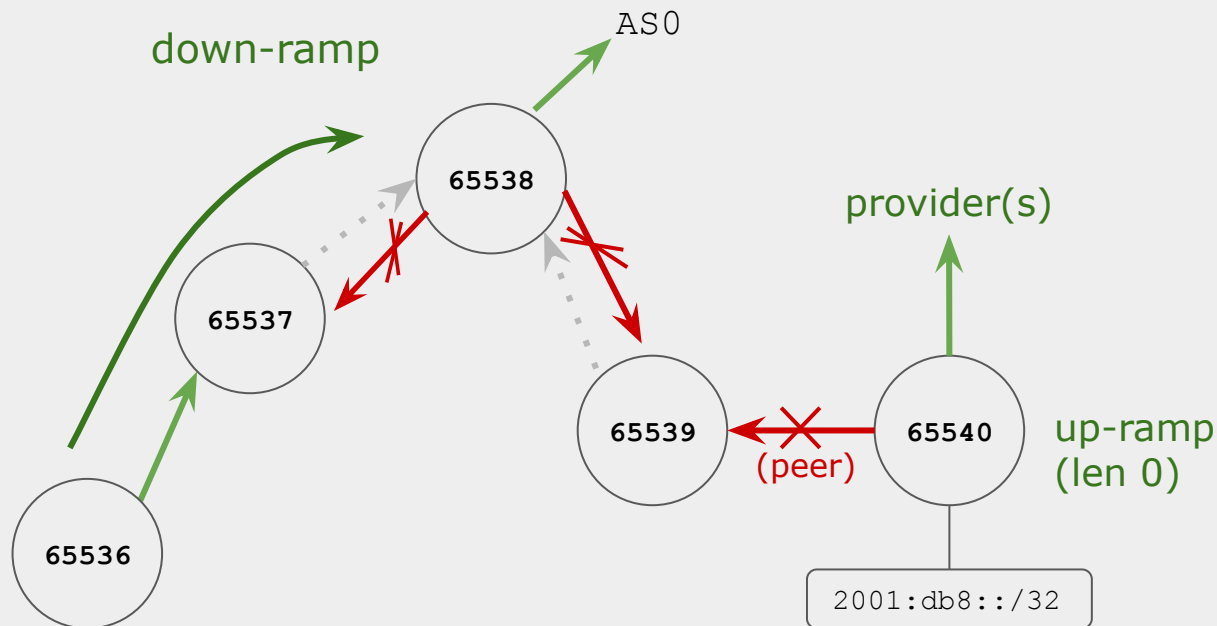 AS0
down-ramp
65538
provider(s)
65537
65539
65540
up-ramp
(len 0)
(peer)
65536
2001:db8::/32